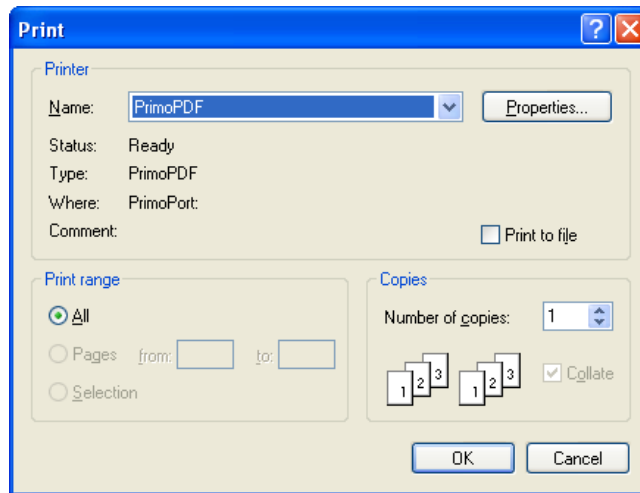 Print
Printer
Name: PrimoPDF Properties...
Status: Ready
Type: PrimoPDF
Where: PrimoPort:
Comment: Print to file
Print range
All
Pages from: to:
Selection
Copies
Number of copies: 1
1 2 3 1 2 3 Collate
OK Cancel